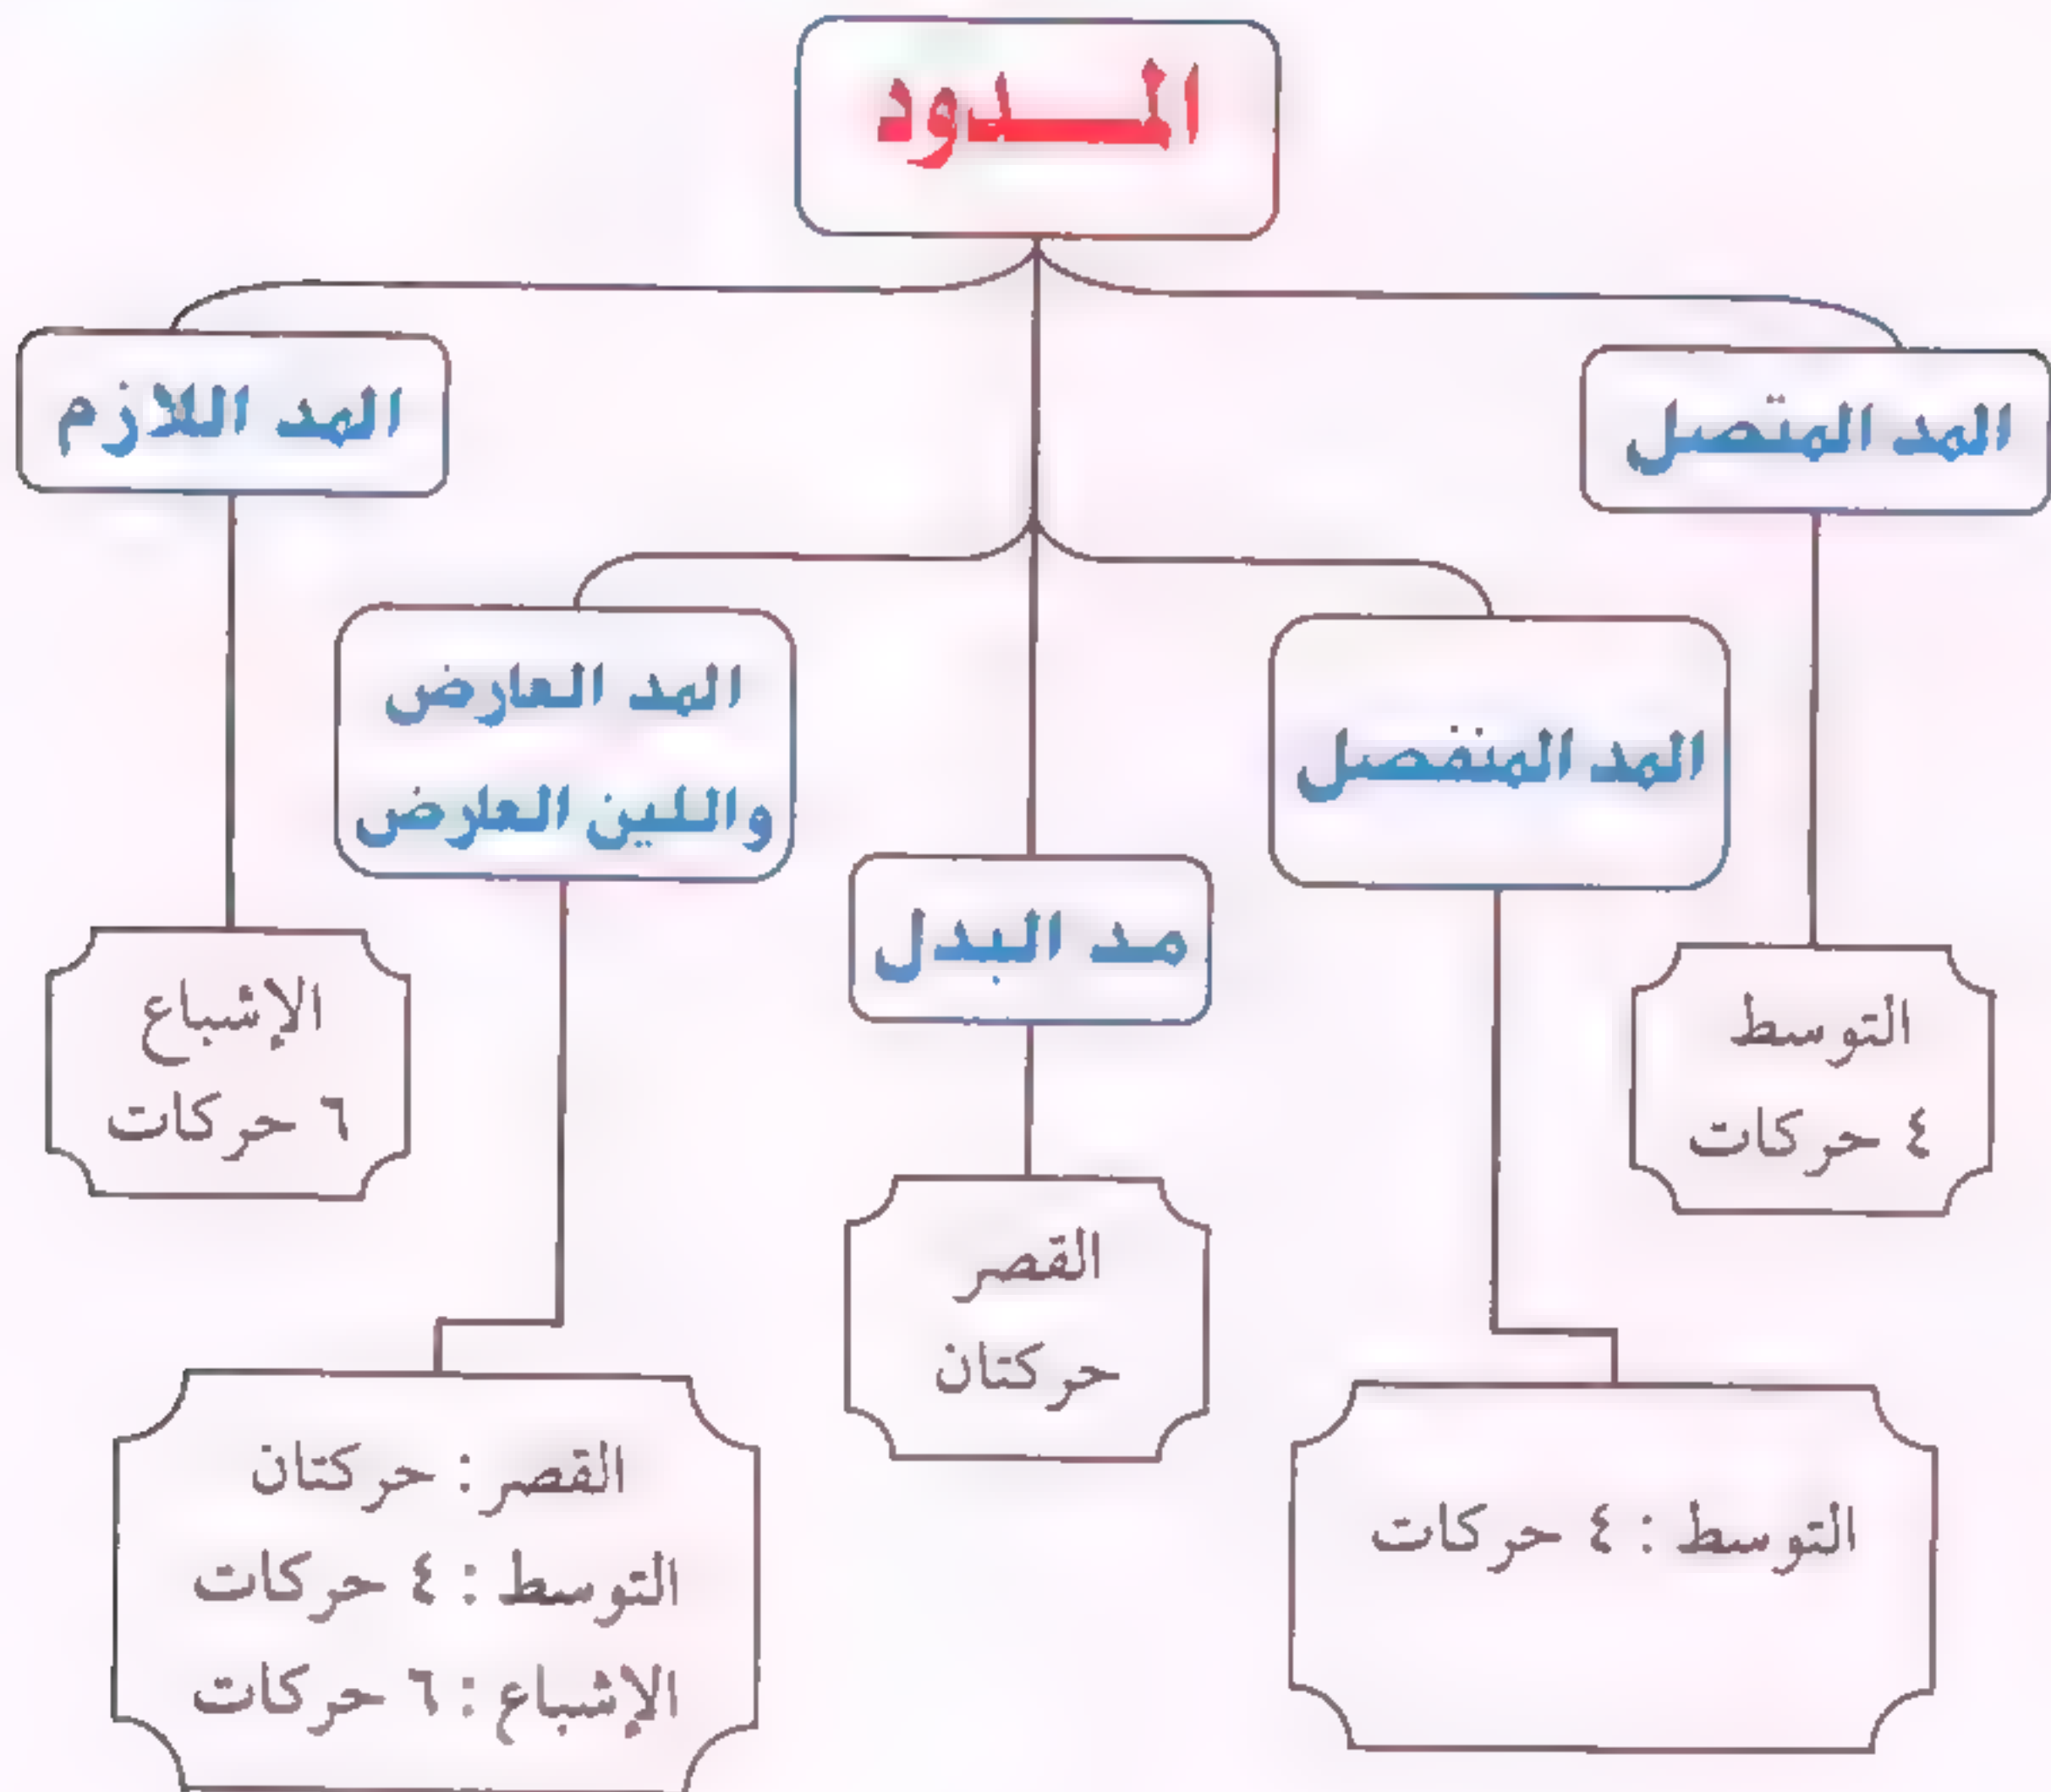 المـــدود
المد المتصل
المد اللازم
المد المنفصل
المد العارض
واللين العارض
مد البدل
التوسط
٤ حركات
الإشباع
٦ حركات
القصر
حركتان
التوسط : ٤ حركات
القصر : حركتان
التوسط : ٤ حركات
الإشباع : ٦ حركات